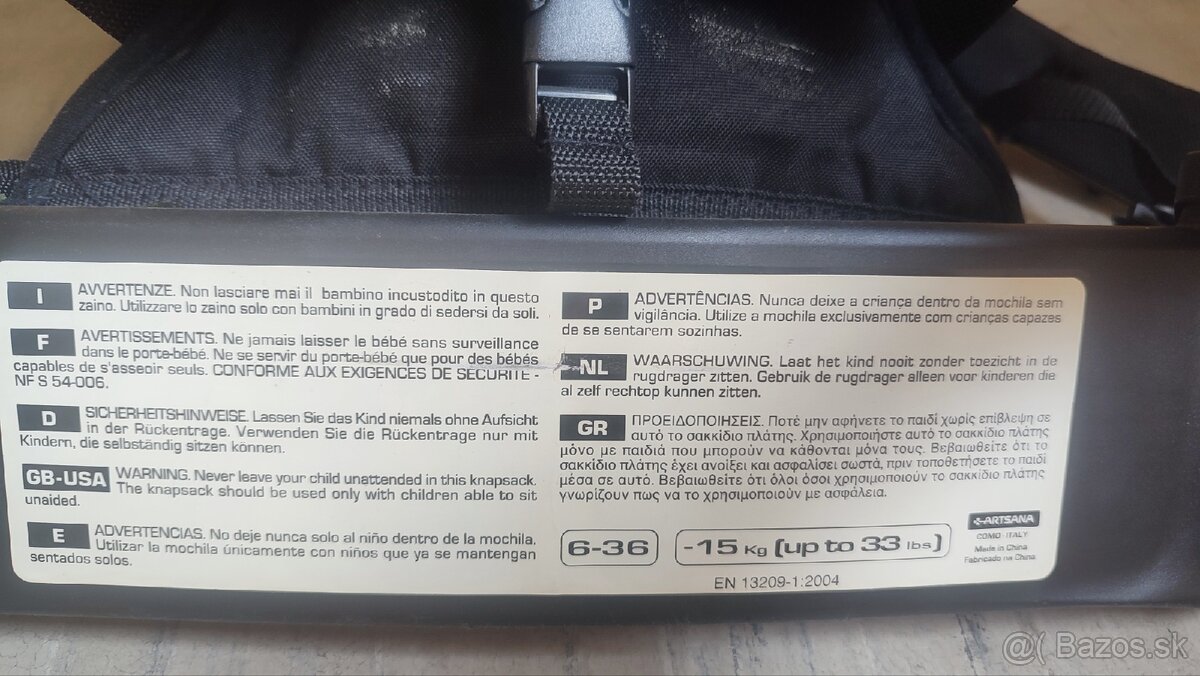 I AVVERTENZE. Non lasciare mai il bambino incustodito in questo
zaino. Utilizzare lo zaino solo con bambini in grado di sedersi da soli.
F AVERTISSEMENTS. Ne jamais laisser le bébé sans surveillance
dans le porte-bébé. Ne se servir du porte-bébé que pour des bébés
capables de s'asseoir seuls. CONFORME AUX EXIGENCES DE SECURITE -
NF S 54-006.
D SICHERHEITSHINWEISE. Lassen Sie das Kind niemals ohne Aufsicht
in der Rückentrage. Verwenden Sie die Rückentrage nur mit
Kindern, die selbständig sitzen können.
GB-USA WARNING. Never leave your child unattended in this knapsack.
The knapsack should be used only with children able to sit
unaided.
E ADVERTENCIAS. No deje nunca solo al niño dentro de la mochila.
Utilizar la mochila únicamente con niños que ya se mantengan
sentados solos.
P ADVERTÊNCIAS. Nunca deixe a criança dentro da mochila sem
vigilância. Utilize a mochila exclusivamente com crianças capazes
de se sentarem sozinhas.
NL WAARSCHUWING. Laat het kind nooit zonder toezicht in de
rugdrager zitten. Gebruik de rugdrager alleen voor kinderen die
al zelf rechtop kunnen zitten.
GR ΠΡΟΕΙΔΟΠΟΙΗΣΕΙΣ. Ποτέ μην αφήνετε το παιδί χωρίς επίβλεψη σε
αυτό το σακκίδιο πλάτης. Χρησιμοποιήστε αυτό το σακκίδιο πλάτης
μόνο με παιδιά που μπορούν να κάθονται μόνα τους. Βεβαιωθείτε ότι το
σακκίδιο πλάτης έχει ανοίξει και ασφαλίσει σωστά, πριν τοποθετήσετε το παιδί
μέσα σε αυτό. Βεβαιωθείτε ότι όλοι όσοι χρησιμοποιούν το σακκίδιο πλάτης
γνωρίζουν πως να το χρησιμοποιούν με ασφάλεια.
6-36 -15 Kg (up to 33 lbs)
ARTSANA
COMO - ITALY
Made in China
Fabricado na China
EN 13209-1:2004
@( Bazos.sk